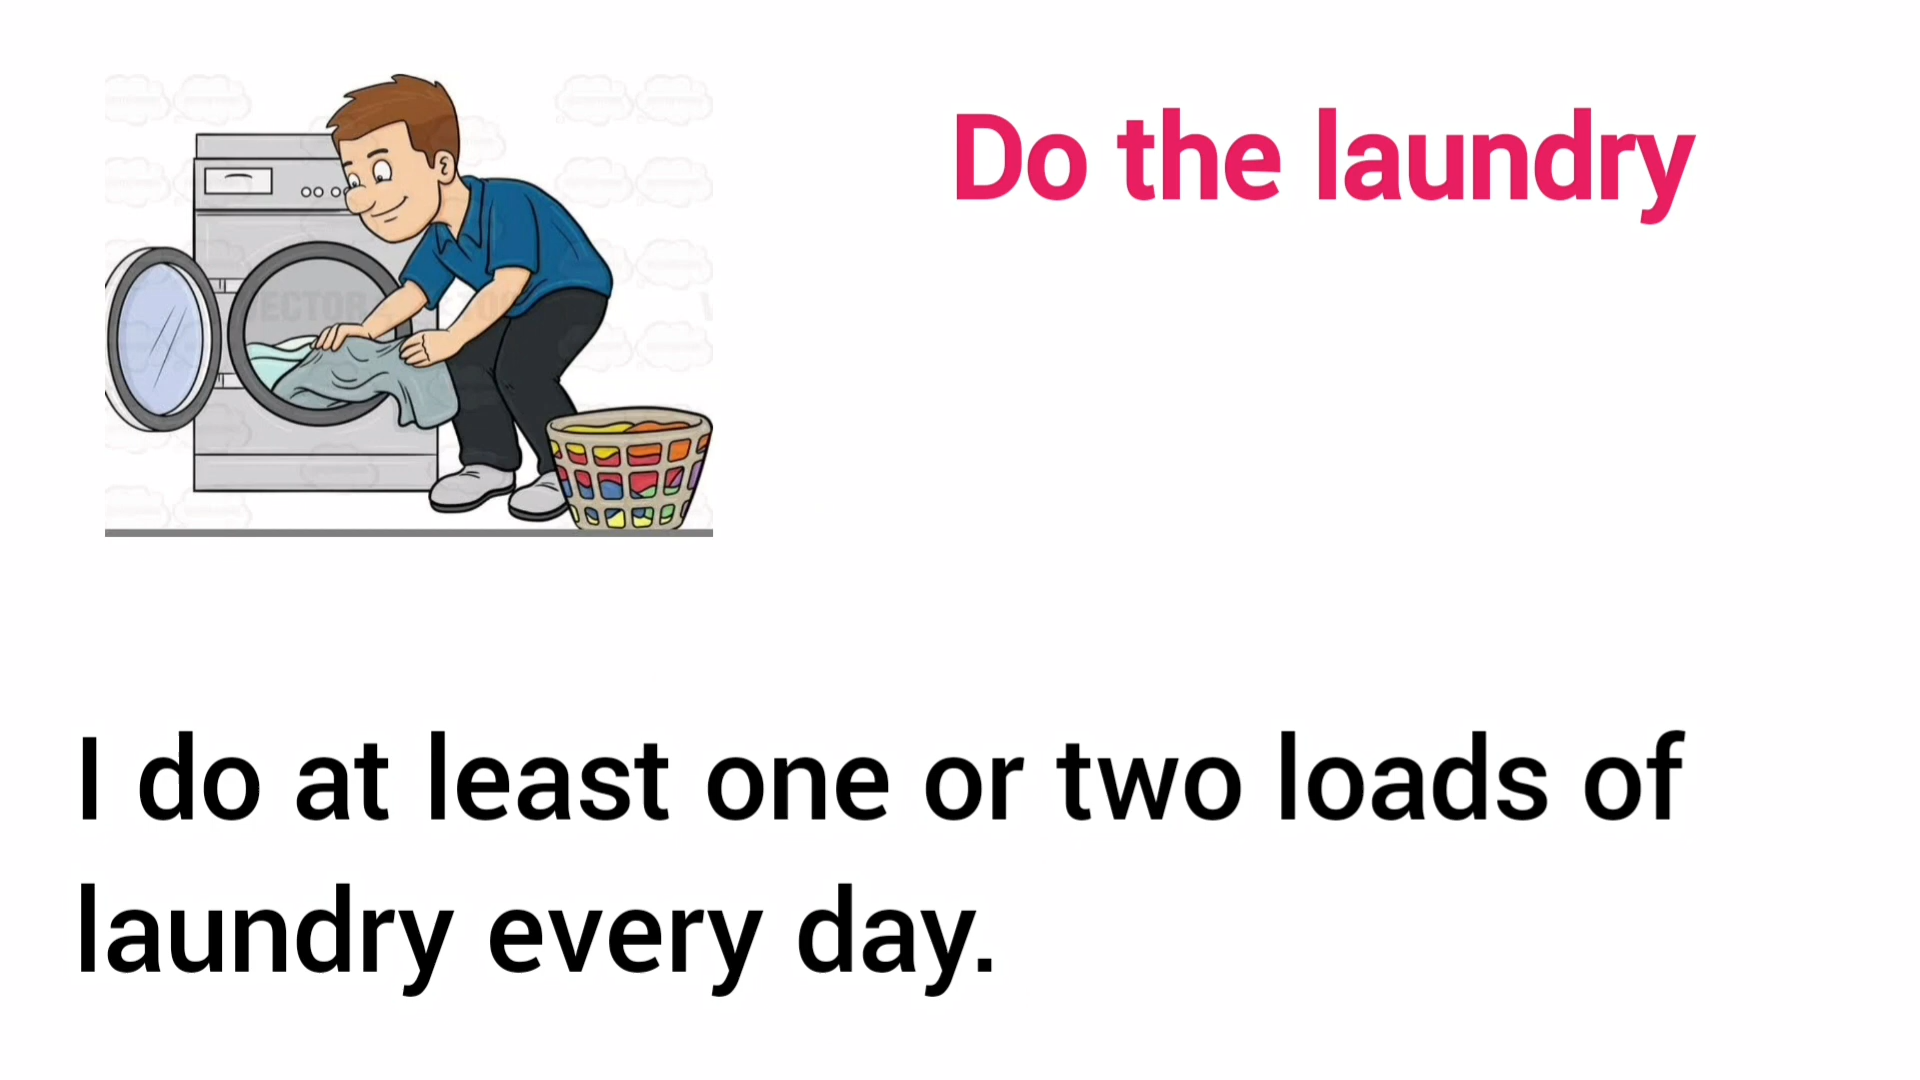 Do the laundry
I do at least one or two loads of
laundry every day.